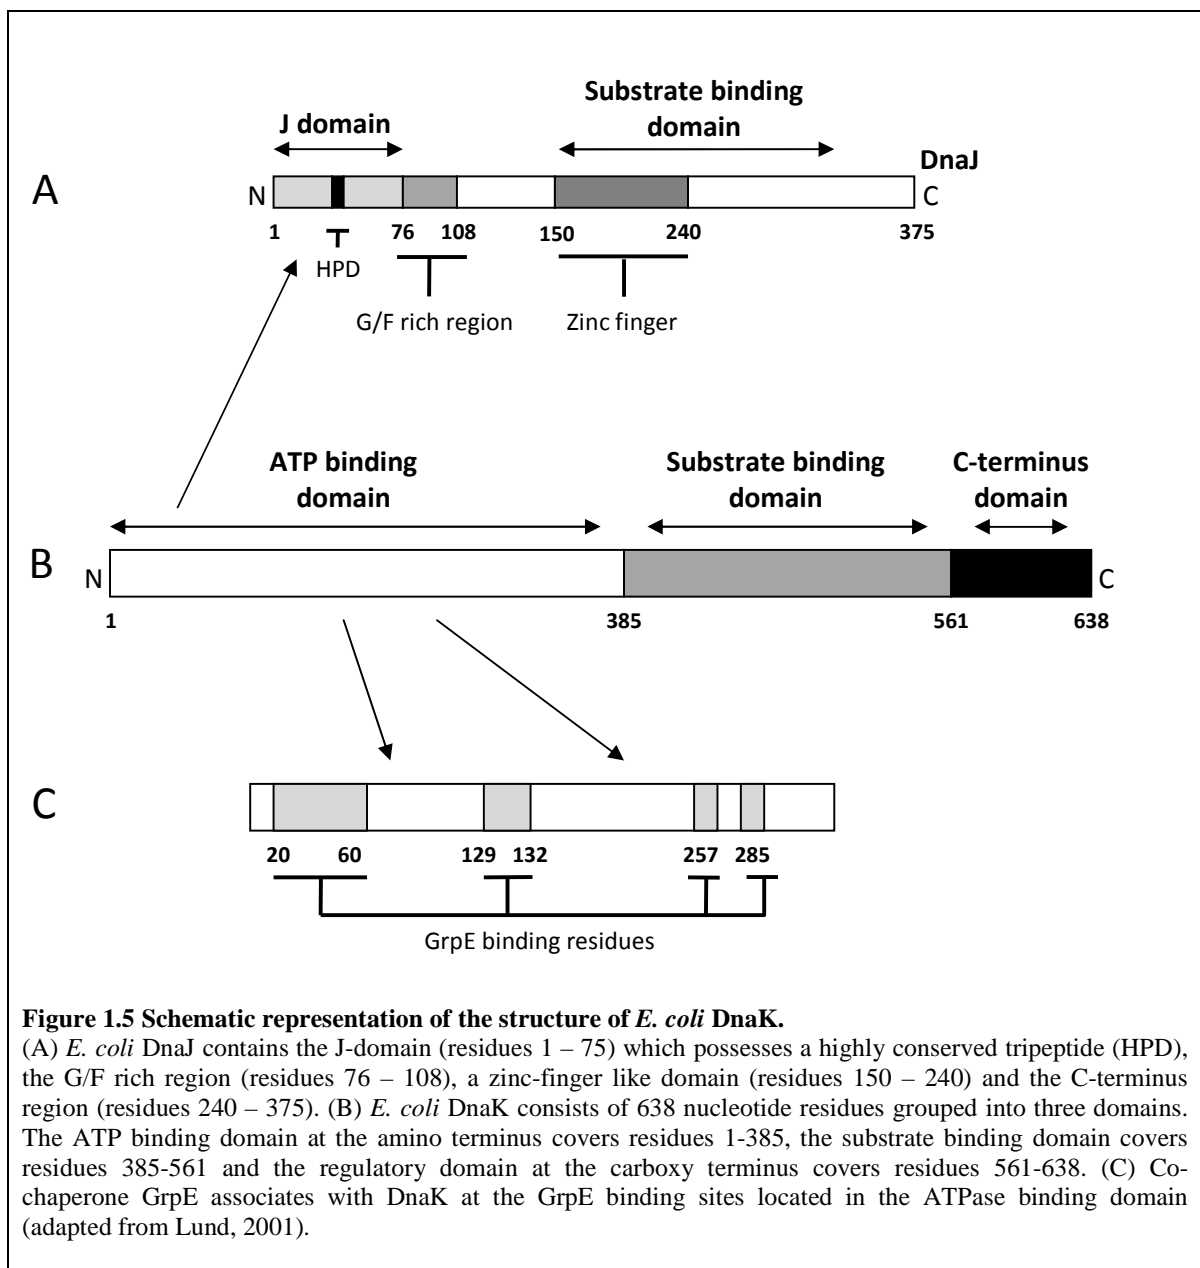 Substrate binding
domain
J domain
DnaJ
A
N
C
1
76
108
150
240
375
HPD
G/F rich region
Zinc finger
ATP binding
domain
Substrate binding
domain
C-terminus
domain
B
N
C
1
385
561
638
C
20
60
129
132
257
285
GrpE binding residues
Figure 1.5 Schematic representation of the structure of E. coli DnaK.
(A) E. coli DnaJ contains the J-domain (residues 1 – 75) which possesses a highly conserved tripeptide (HPD),
the G/F rich region (residues 76 – 108), a zinc-finger like domain (residues 150 – 240) and the C-terminus
region (residues 240 – 375). (B) E. coli DnaK consists of 638 nucleotide residues grouped into three domains.
The ATP binding domain at the amino terminus covers residues 1-385, the substrate binding domain covers
residues 385-561 and the regulatory domain at the carboxy terminus covers residues 561-638. (C) Co-
chaperone GrpE associates with DnaK at the GrpE binding sites located in the ATPase binding domain
(adapted from Lund, 2001).